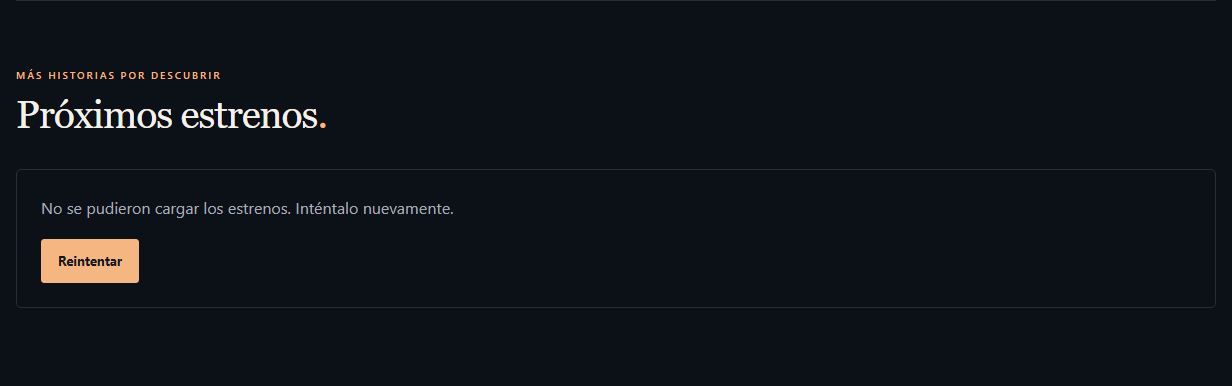 MÁS HISTORIAS POR DESCUBRIR
Próximos estrenos.
No se pudieron cargar los estrenos. Inténtalo nuevamente.
Reintentar